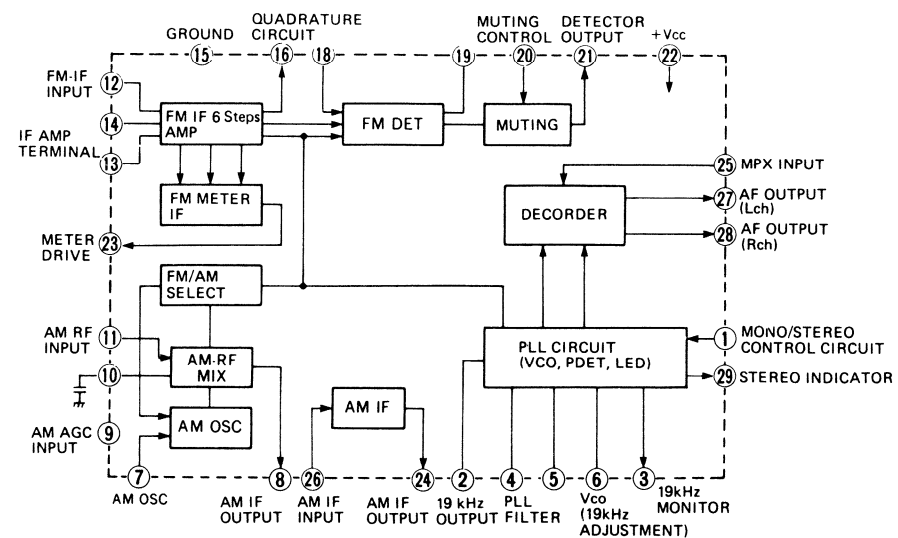 QUADRATURE
CIRCUIT
GROUND
MUTING
CONTROL
DETECTOR
OUTPUT
+Vcc
15
16
18
19
20
21
22
FM-IF
INPUT
12
14
IF AMP
TERMINAL
13
FM IF 6 Steps
AMP
FM DET
MUTING
25
MPX INPUT
FM METER
IF
DECORDER
27
AF OUTPUT
(Lch)
28
AF OUTPUT
(Rch)
METER
DRIVE
23
FM/AM
SELECT
AM RF
INPUT
11
10
AM-RF
MIX
PLL CIRCUIT
(VCO, PDET, LED)
1
MONO/STEREO
CONTROL CIRCUIT
29
STEREO INDICATOR
AM IF
AM OSC
AM AGC
INPUT
9
7
8
26
24
2
4
5
6
3
AM OSC
AM IF
OUTPUT
AM IF
INPUT
AM IF
OUTPUT
19 kHz
OUTPUT
PLL
FILTER
Vco
(19kHz
ADJUSTMENT)
19kHz
MONITOR